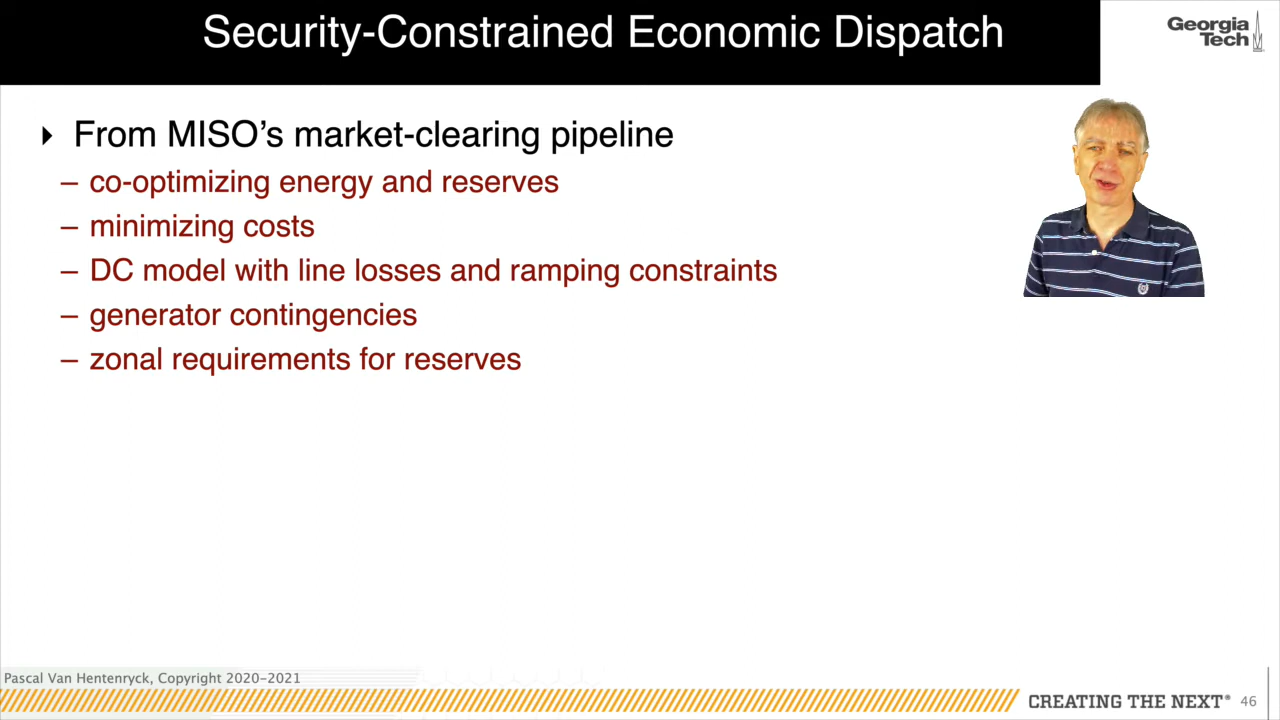 Security-Constrained Economic Dispatch
Georgia
Tech
‣ From MISO's market-clearing pipeline
– co-optimizing energy and reserves
– minimizing costs
– DC model with line losses and ramping constraints
– generator contingencies
– zonal requirements for reserves
Pascal Van Hentenryck, Copyright 2020-2021
CREATING THE NEXT® 46